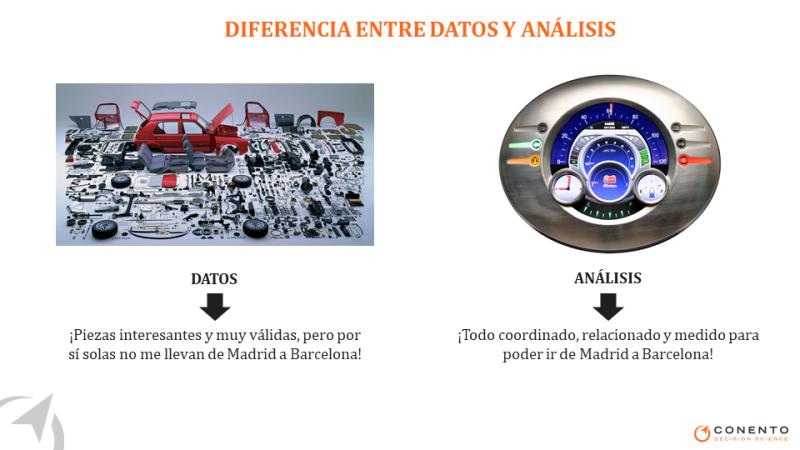 DIFERENCIA ENTRE DATOS Y ANÁLISIS
DATOS
¡Piezas interesantes y muy válidas, pero por
sí solas no me llevan de Madrid a Barcelona!
ANÁLISIS
¡Todo coordinado, relacionado y medido para
poder ir de Madrid a Barcelona!
CONENTO
DECISION SCIENCE